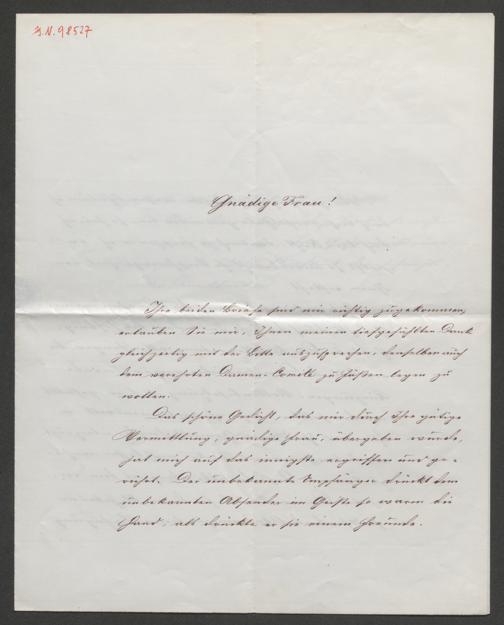 J.N. 98527
Gnädige Frau!
Ihre beiden Briefe sind mir richtig zugekommen,
erlauben Sie mir, Ihnen meinen tiefgefühlten Dank
gleichzeitig mit der Bitte auszusprechen, denselben auch
dem verehrten Damen-Comité zu Füßen legen zu
wollen.
Das schöne Gedicht, das mir durch Ihre gütige
Vermittlung, gnädige Frau, übergeben wurde,
hat mich auf das innigste ergriffen und ge-
rührt. Der unbekannte Empfänger drückt dem
unbekannten Absender im Geiste so warm die
Hand, als drückte er sie einem Freunde.